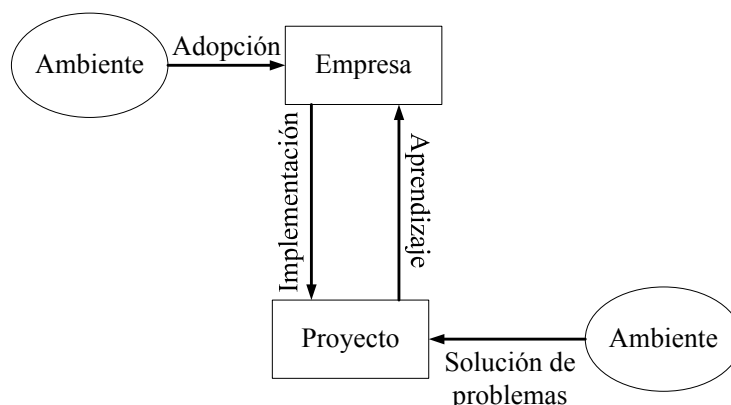 Adopción
Ambiente
Empresa
Implementación
Aprendizaje
Proyecto
Ambiente
Solución de
problemas